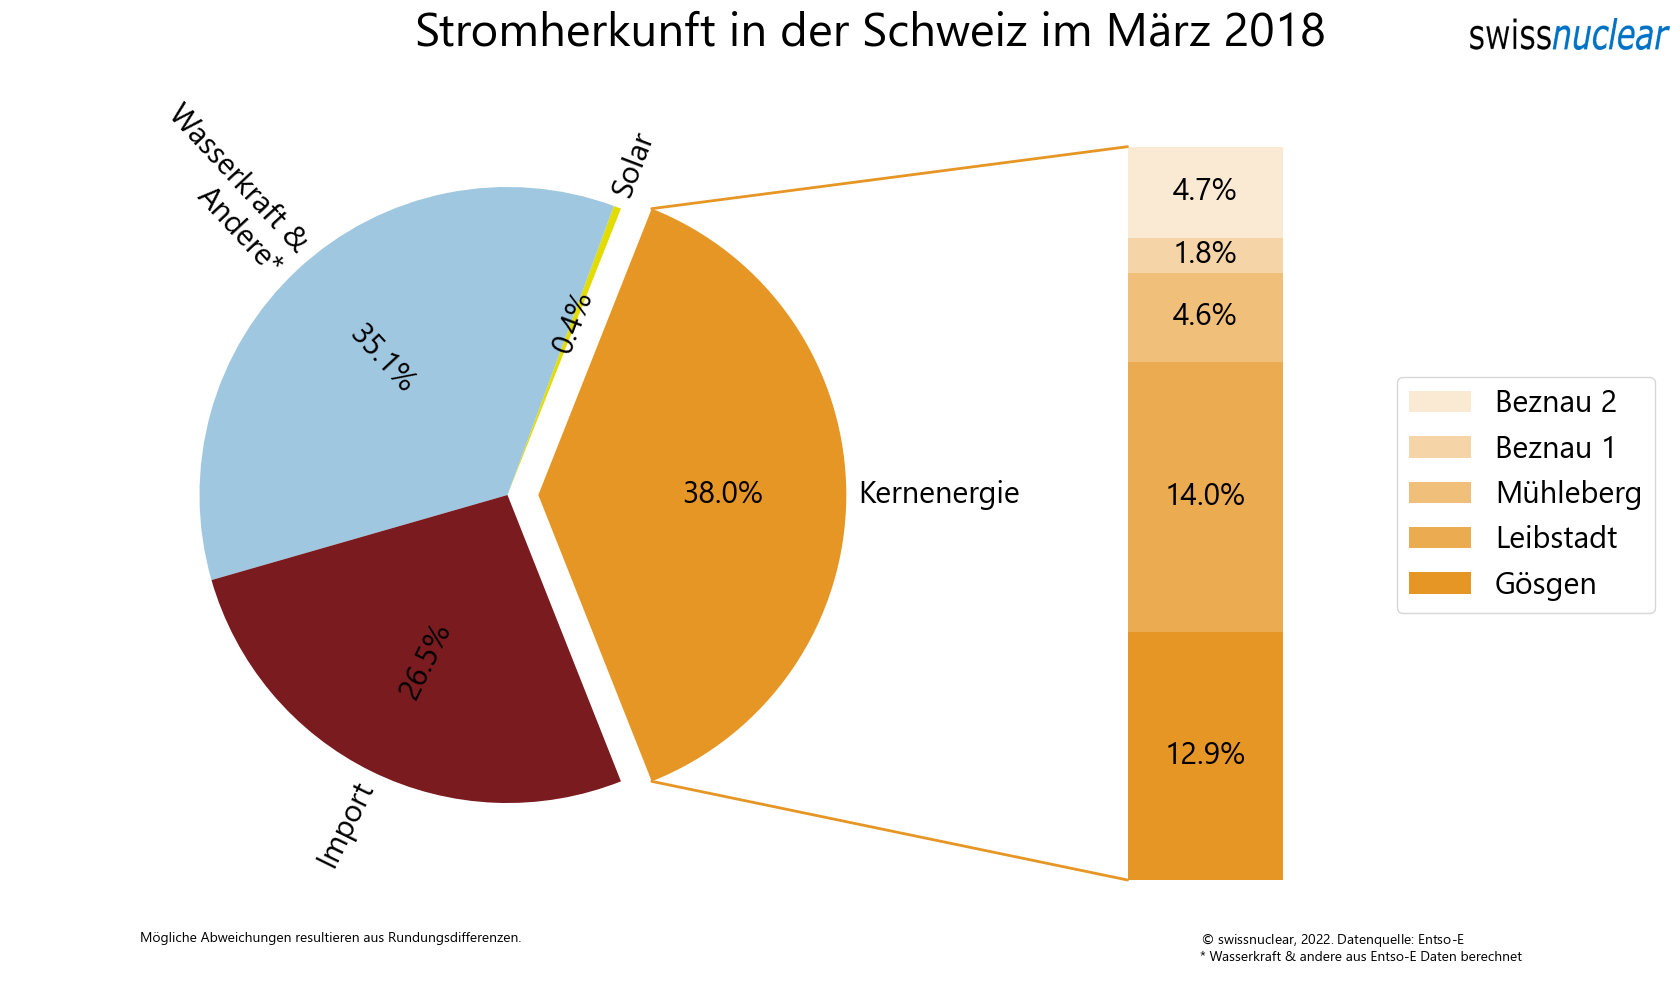 Stromherkunft in der Schweiz im März 2018
swissnuclear
Wasserkraft &
Andere*
Solar
35.1%
0.4%
38.0%
Kernenergie
26.5%
Import
4.7%
1.8%
4.6%
14.0%
12.9%
Beznau 2
Beznau 1
Mühleberg
Leibstadt
Gösgen
Mögliche Abweichungen resultieren aus Rundungsdifferenzen.
© swissnuclear, 2022. Datenquelle: Entso-E
* Wasserkraft & andere aus Entso-E Daten berechnet